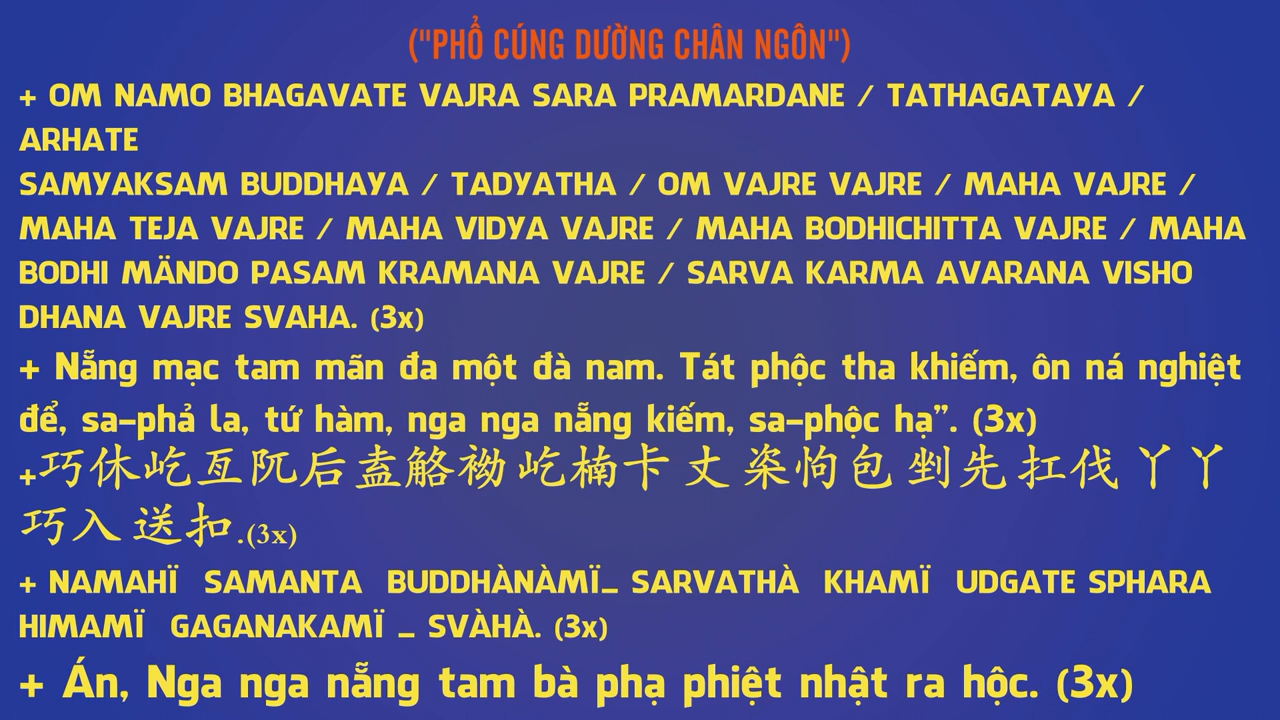 ("PHỔ CÚNG DƯỜNG CHÂN NGÔN")
+ OM NAMO BHAGAVATE VAJRA SARA PRAMARDANE / TATHAGATAYA /
ARHATE
SAMYAKSAM BUDDHAYA / TADYATHA / OM VAJRE VAJRE / MAHA VAJRE /
MAHA TEJA VAJRE / MAHA VIDYA VAJRE / MAHA BODHICHITTA VAJRE / MAHA
BODHI MÄNDO PASAM KRAMANA VAJRE / SARVA KARMA AVARANA VISHO
DHANA VAJRE SVAHA. (3x)
+ Nẵng mạc tam mãn đa một đà nam. Tát phộc tha khiếm, ôn ná nghiệt
để, sa-phả la, tứ hàm, nga nga nẵng kiếm, sa-phộc hạ”. (3x)
+巧休屹亙阢后盍觡袎屹楠卡丈栥怐包剉先扛伐丫丫
巧入送扣.(3x)
+ NAMAHÏ SAMANTA BUDDHÀNÀMÏ_ SARVATHÀ KHAMÏ UDGATE SPHARA
HIMAMÏ GAGANAKAMÏ _ SVÀHÀ. (3x)
+ Án, Nga nga nẵng tam bà phạ phiệt nhật ra hộc. (3x)